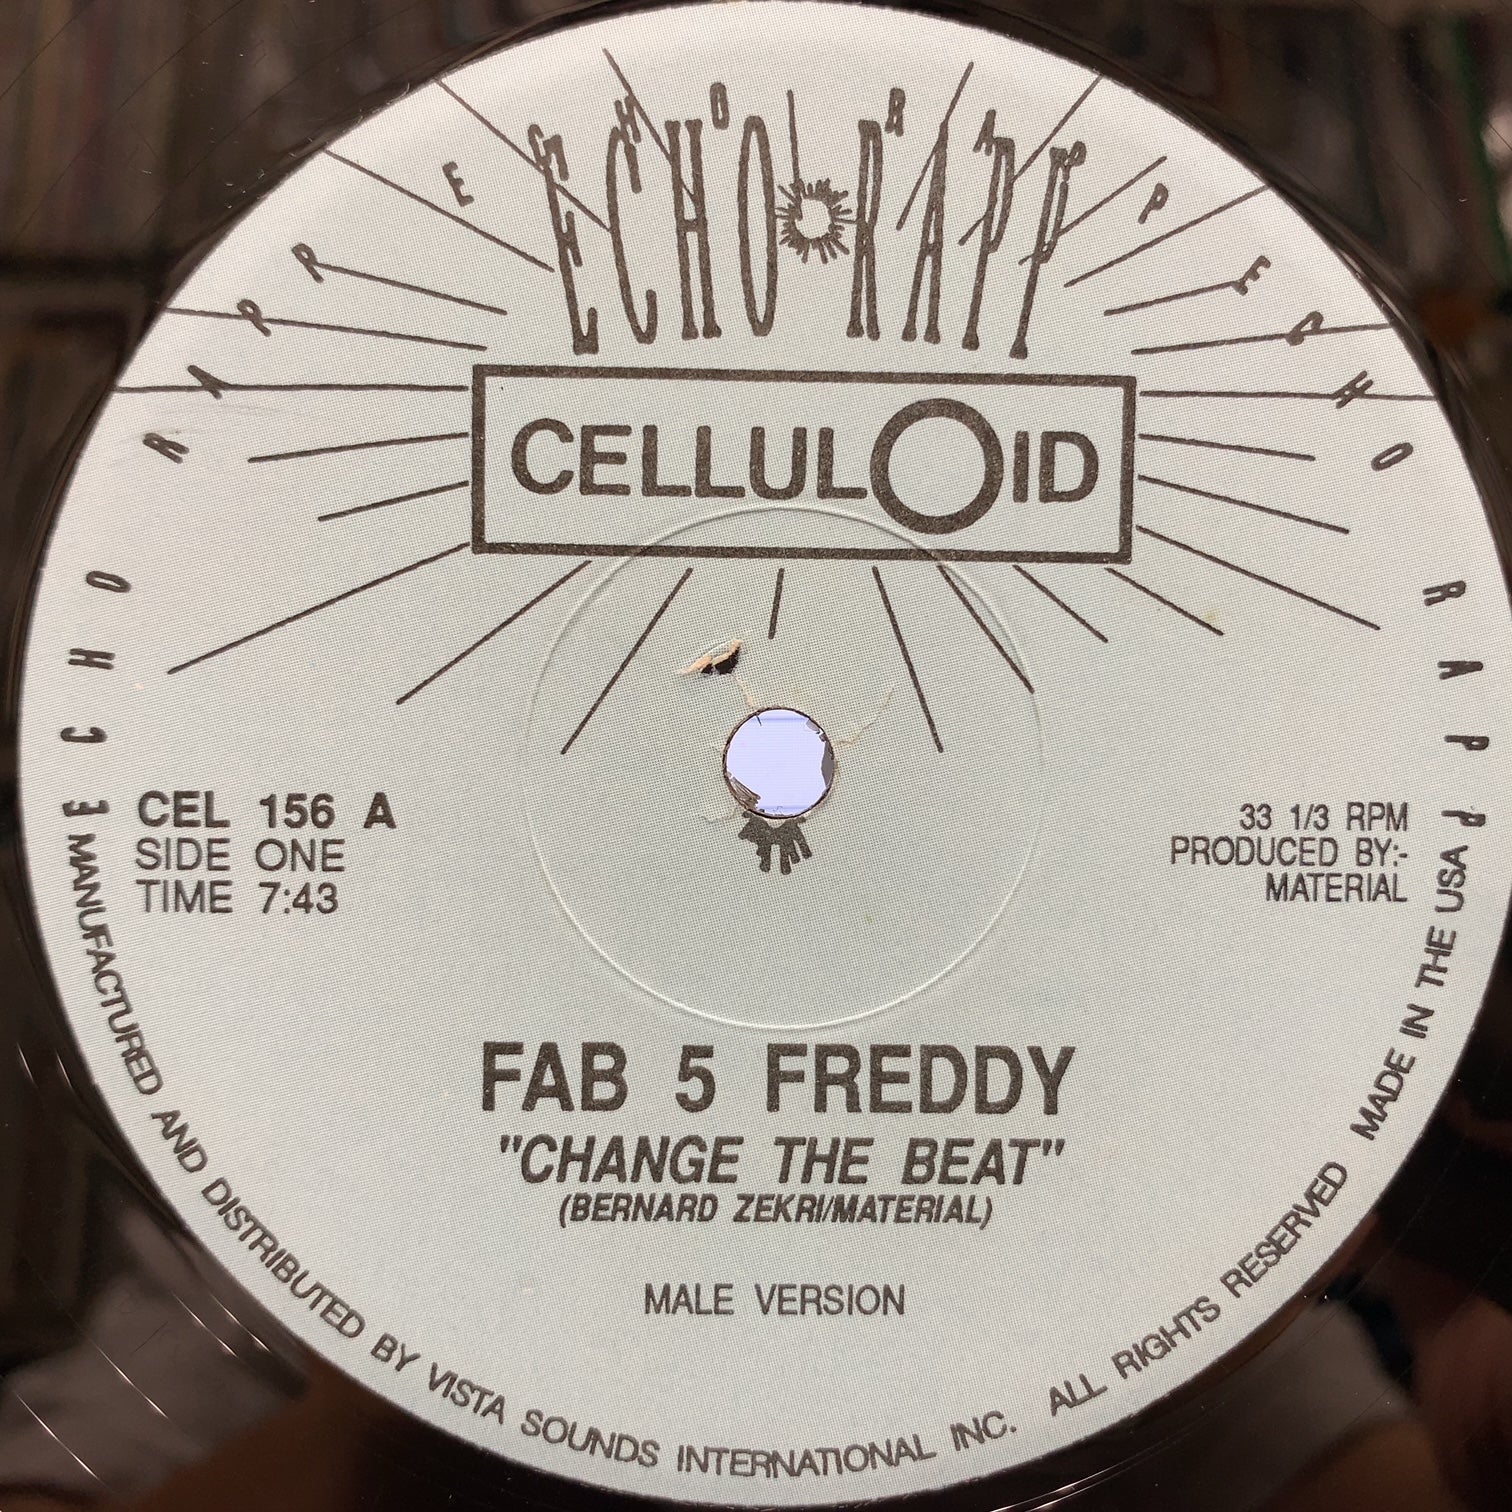 ECHO RAPP ECHO RAPP ECHO RAPP ECHO RAPP
ECHO RAPP
CELLULOID
CEL 156 A
SIDE ONE
TIME 7:43
33 1/3 RPM
PRODUCED BY:-
MATERIAL
FAB 5 FREDDY
"CHANGE THE BEAT"
(BERNARD ZEKRI/MATERIAL)
MALE VERSION
MANUFACTURED AND DISTRIBUTED BY VISTA SOUNDS INTERNATIONAL INC. ALL RIGHTS RESERVED MADE IN THE USA